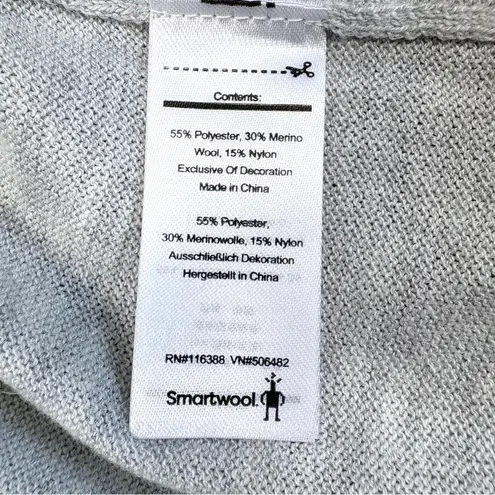 Contents:
55% Polyester, 30% Merino
Wool, 15% Nylon
Exclusive Of Decoration
Made in China
55% Polyester,
30% Merinowolle, 15% Nylon
Ausschließlich Dekoration
Hergestellt in China
RN#116388 VN#506482
Smartwool.